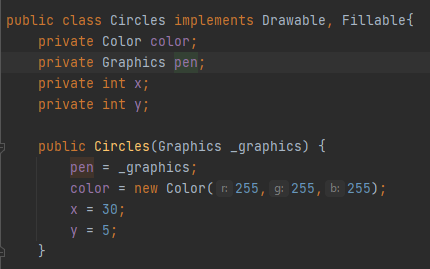 public class Circles implements Drawable, Fillable{
private Color color;
private Graphics pen;
private int x;
private int y;
public Circles(Graphics _graphics) {
pen = _graphics;
color = new Color( r: 255, g: 255, b: 255);
x = 30;
y = 5;
}